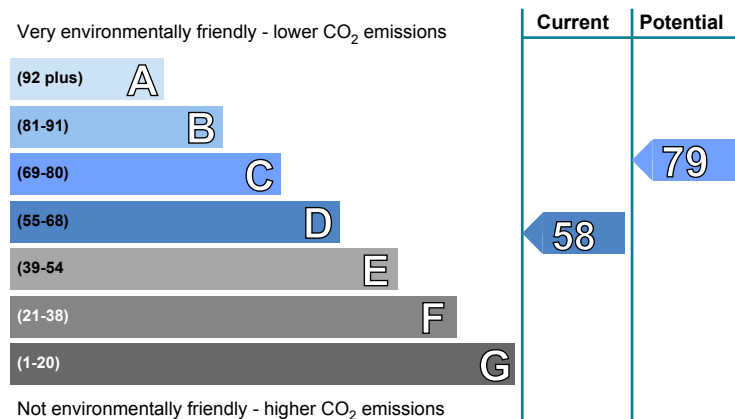 Current Potential
Very environmentally friendly - lower CO₂ emissions
(92 plus) A
(81-91) B
(69-80) C
79
(55-68) D
58
(39-54 E
(21-38) F
(1-20) G
Not environmentally friendly - higher CO₂ emissions